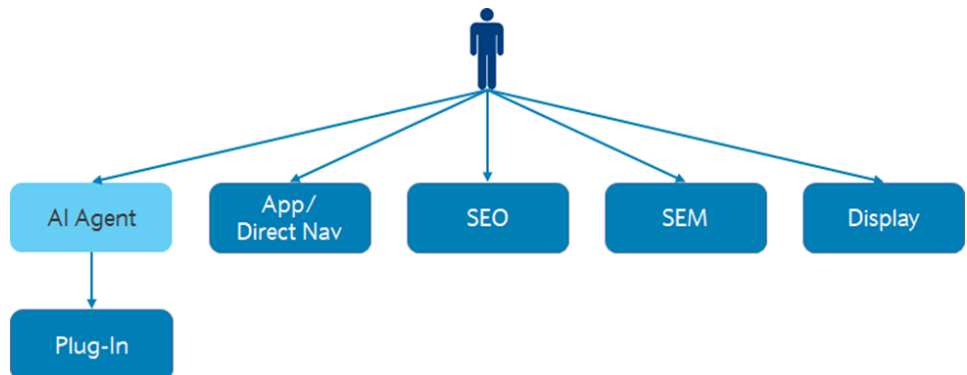 AI Agent
App/
Direct Nav
SEO
SEM
Display
Plug-In